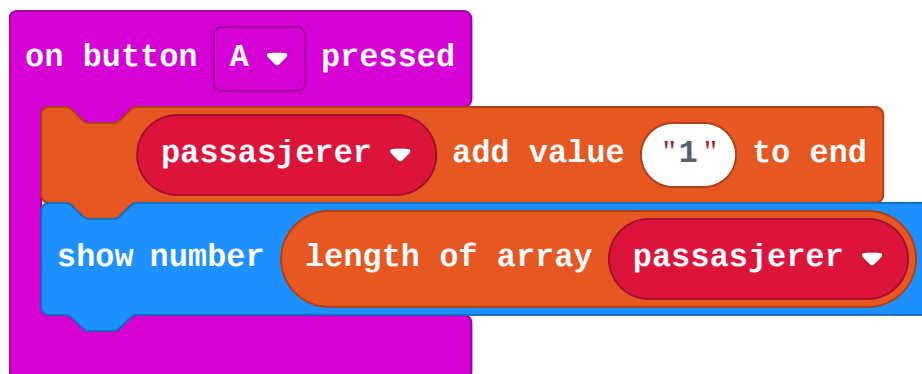 on button A pressed
passasjerer add value "1" to end
show number length of array passasjerer